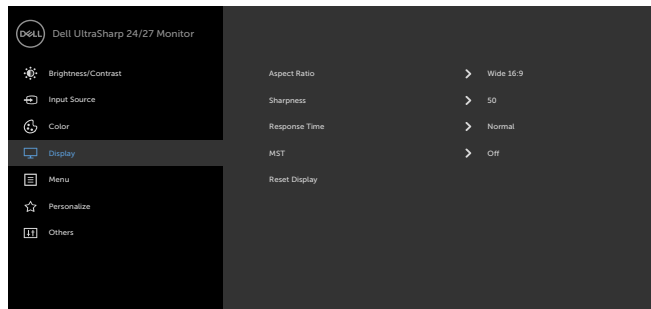 DELL Dell UltraSharp 24/27 Monitor
Brightness/Contrast Aspect Ratio Wide 16:9
Input Source Sharpness 50
Color Response Time Normal
Display MST Off
Menu Reset Display
Personalize
Others